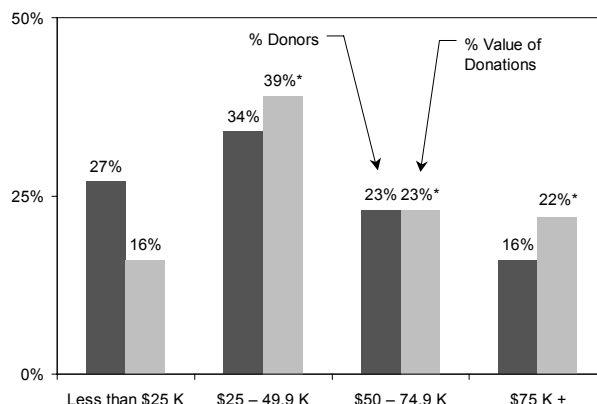 50%
% Donors
% Value of
Donations
39%*
34%
27%
25%
23% 23%*
22%*
16%
16%
0%
Less than $25 K $25 – 49.9 K $50 – 74.9 K $75 K +